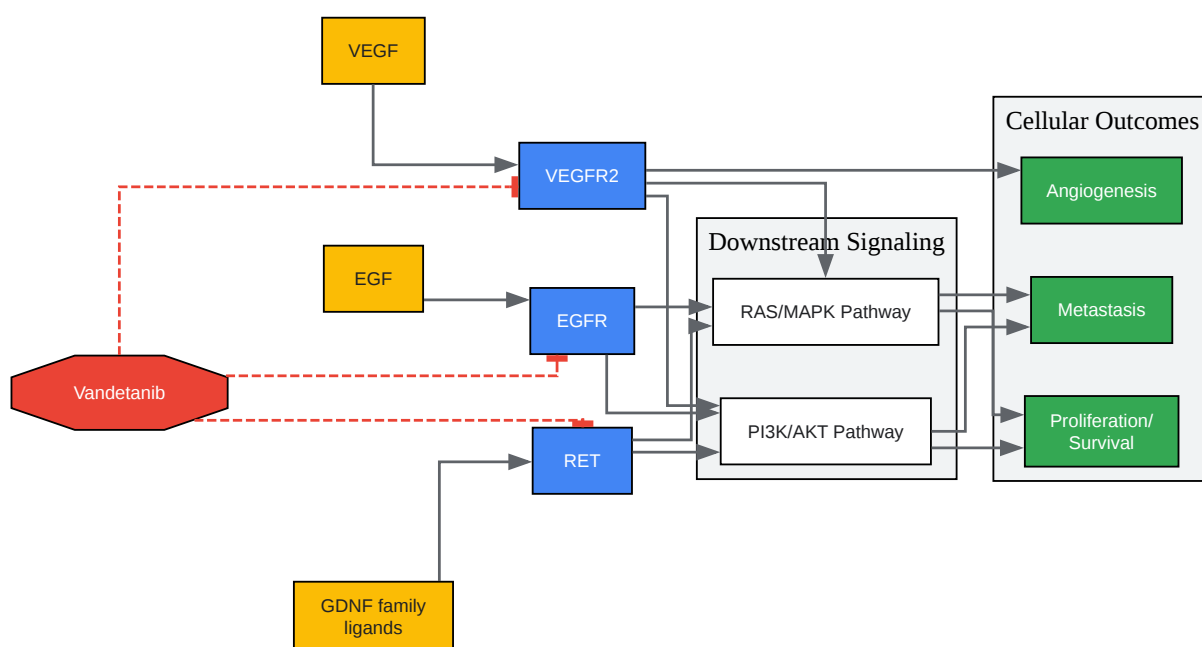 VEGF
Cellular Outcomes
VEGFR2
Angiogenesis
Downstream Signaling
EGF
RAS/MAPK Pathway
Metastasis
EGFR
Vandetanib
PI3K/AKT Pathway
Proliferation/
Survival
RET
GDNF family
ligands